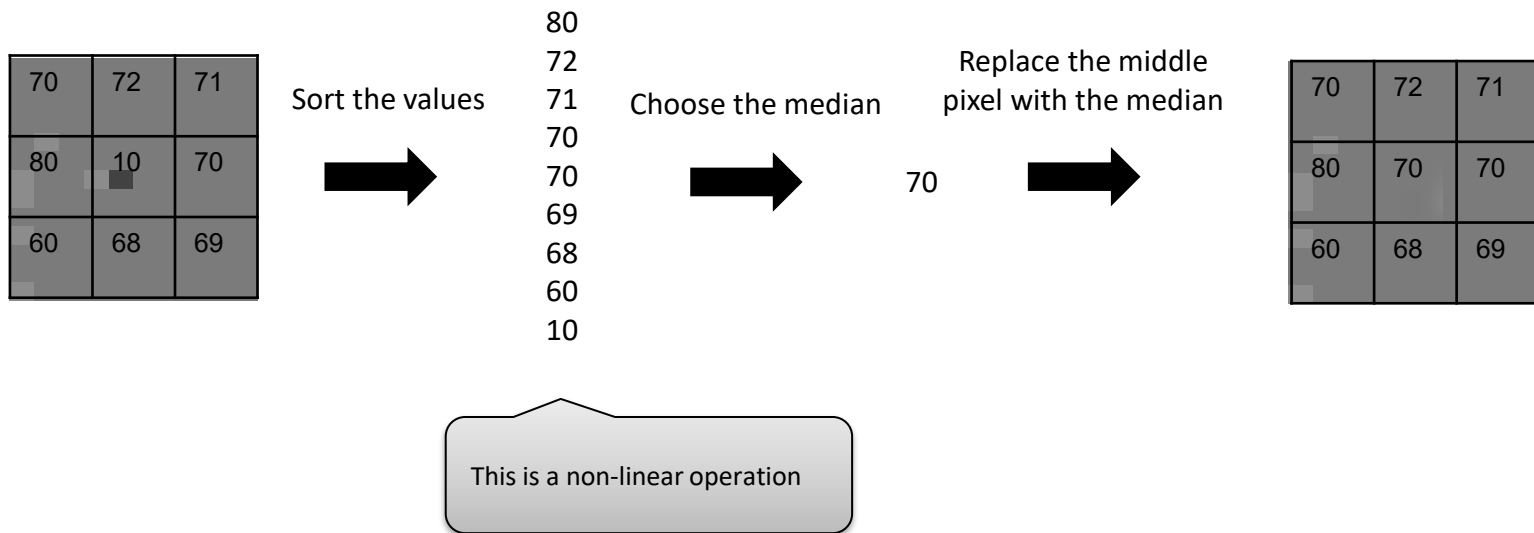 70 72 71
80 10 70
60 68 69
Sort the values
80
72
71
70
70
69
68
60
10
Choose the median
70
Replace the middle
pixel with the median
70 72 71
80 70 70
60 68 69
This is a non-linear operation